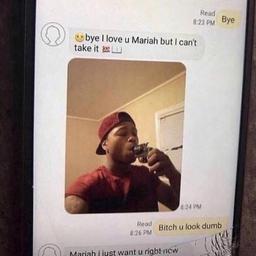 Read
8:23 PM
Bye
bye I love u Mariah but I can't
take it
8:24 PM
Read
8:26 PM
Bitch u look dumb
Mariah i just want u right now